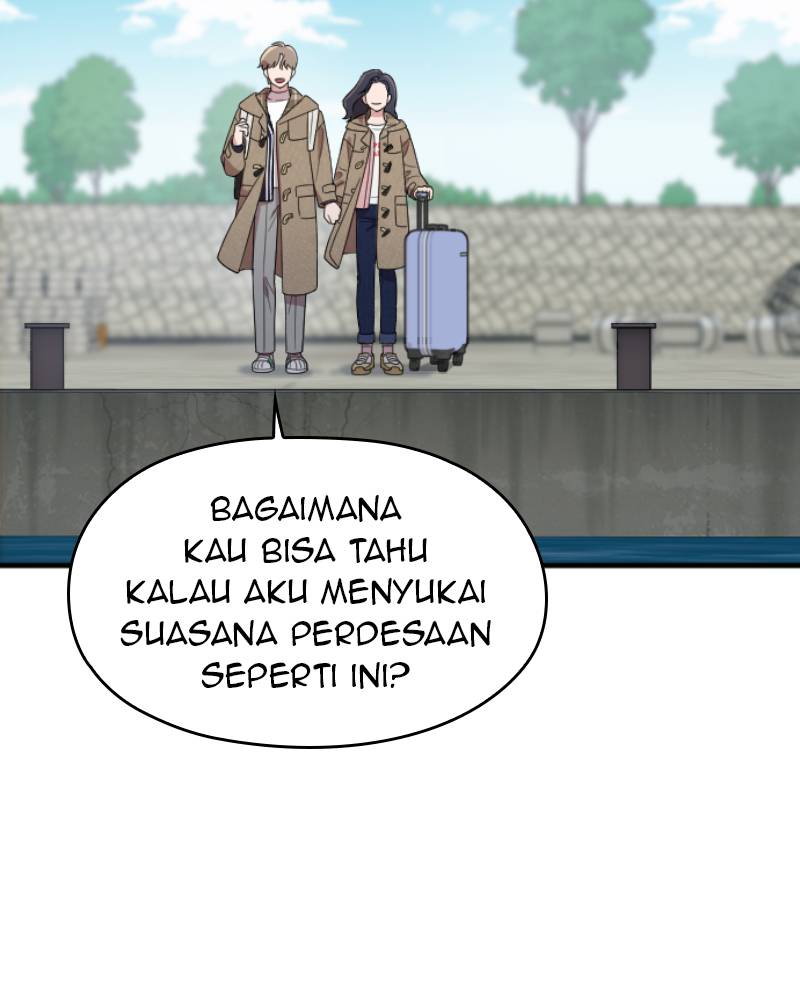 BAGAIMANA
KAU BISA TAHU
KALAU AKU MENYUKAI
SUASANA PERDESAAN
SEPERTI INI?